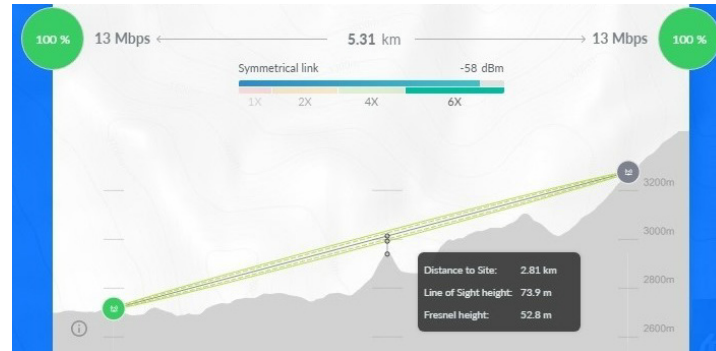 100 %
13 Mbps
5.31 km
13 Mbps
100 %
Symmetrical link -58 dBm
1X 2X 4X 6X
3200m
3000m
Distance to Site: 2.81 km
Line of Sight height: 73.9 m
2800m
Fresnel height: 52.8 m
2600m